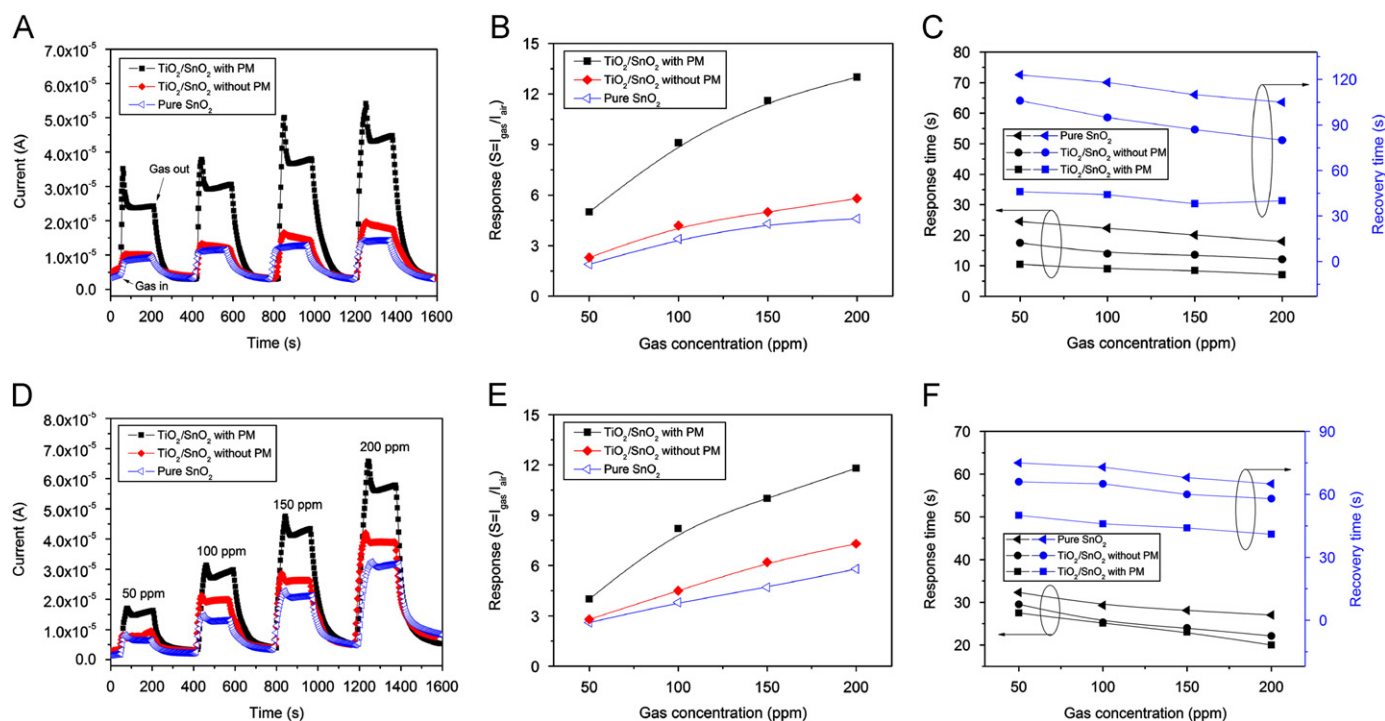 A
Current (A)
7.0x10⁻⁵
6.0x10⁻⁵
5.0x10⁻⁵
4.0x10⁻⁵
3.0x10⁻⁵
2.0x10⁻⁵
1.0x10⁻⁵
0.0
TiO₂/SnO₂ with PM
TiO₂/SnO₂ without PM
Pure SnO₂
Gas out
Gas in
0 200 400 600 800 1000 1200 1400 1600
Time (s)
B
Response (S=I_gas/I_air)
15
12
9
6
3
0
TiO₂/SnO₂ with PM
TiO₂/SnO₂ without PM
Pure SnO₂
50 100 150 200
Gas concentration (ppm)
C
Response time (s)
80
70
60
50
40
30
20
10
0
Pure SnO₂
TiO₂/SnO₂ without PM
TiO₂/SnO₂ with PM
120
90
60
30
0
Recovery time (s)
50 100 150 200
Gas concentration (ppm)
D
Current (A)
8.0x10⁻⁵
7.0x10⁻⁵
6.0x10⁻⁵
5.0x10⁻⁵
4.0x10⁻⁵
3.0x10⁻⁵
2.0x10⁻⁵
1.0x10⁻⁵
0.0
TiO₂/SnO₂ with PM
TiO₂/SnO₂ without PM
Pure SnO₂
50 ppm
100 ppm
150 ppm
200 ppm
0 200 400 600 800 1000 1200 1400 1600
Time (s)
E
Response (S=I_gas/I_air)
15
12
9
6
3
0
TiO₂/SnO₂ with PM
TiO₂/SnO₂ without PM
Pure SnO₂
50 100 150 200
Gas concentration (ppm)
F
Response time (s)
70
60
50
40
30
20
Pure SnO₂
TiO₂/SnO₂ without PM
TiO₂/SnO₂ with PM
90
60
30
0
Recovery time (s)
50 100 150 200
Gas concentration (ppm)